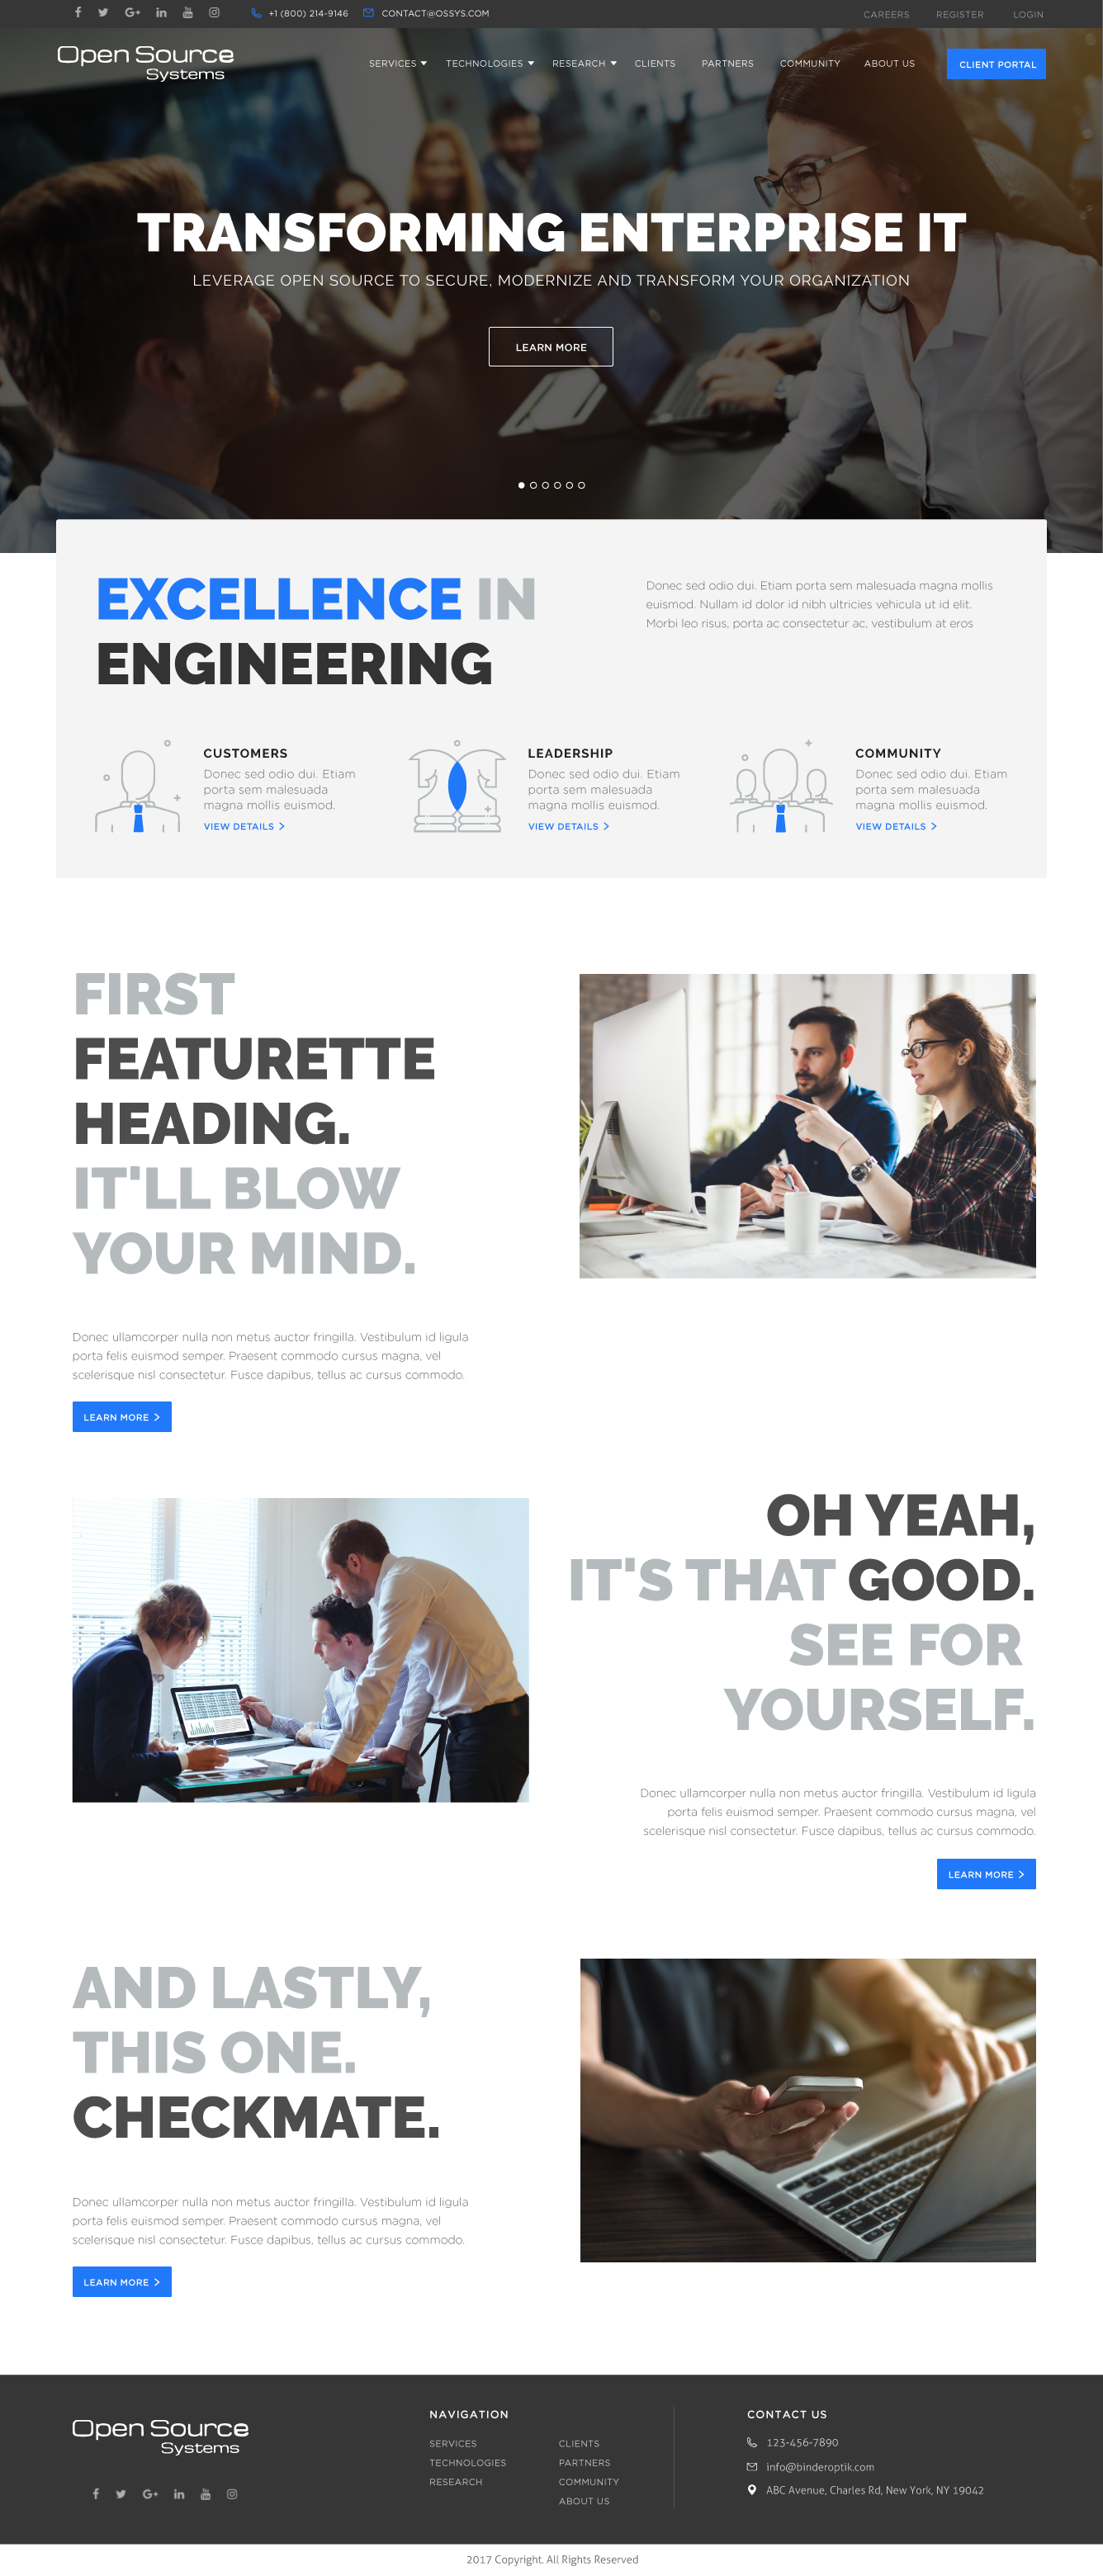 +1 (800) 214-9146 CONTACT@OSSYS.COM CAREERS REGISTER LOGIN
Open Source
Systems
SERVICES TECHNOLOGIES RESEARCH CLIENTS PARTNERS COMMUNITY ABOUT US CLIENT PORTAL
TRANSFORMING ENTERPRISE IT
LEVERAGE OPEN SOURCE TO SECURE, MODERNIZE AND TRANSFORM YOUR ORGANIZATION
LEARN MORE
EXCELLENCE IN
ENGINEERING
Donec sed odio dui. Etiam porta sem malesuada magna mollis
euismod. Nullam id dolor id nibh ultricies vehicula ut id elit.
Morbi leo risus, porta ac consectetur ac, vestibulum at eros
CUSTOMERS
Donec sed odio dui. Etiam
porta sem malesuada
magna mollis euismod.
VIEW DETAILS
LEADERSHIP
Donec sed odio dui. Etiam
porta sem malesuada
magna mollis euismod.
VIEW DETAILS
COMMUNITY
Donec sed odio dui. Etiam
porta sem malesuada
magna mollis euismod.
VIEW DETAILS
FIRST
FEATURETTE
HEADING.
IT'LL BLOW
YOUR MIND.
Donec ullamcorper nulla non metus auctor fringilla. Vestibulum id ligula
porta felis euismod semper. Praesent commodo cursus magna, vel
scelerisque nisl consectetur. Fusce dapibus, tellus ac cursus commodo.
LEARN MORE
OH YEAH,
IT'S THAT GOOD.
SEE FOR
YOURSELF.
Donec ullamcorper nulla non metus auctor fringilla. Vestibulum id ligula
porta felis euismod semper. Praesent commodo cursus magna, vel
scelerisque nisl consectetur. Fusce dapibus, tellus ac cursus commodo.
LEARN MORE
AND LASTLY,
THIS ONE.
CHECKMATE.
Donec ullamcorper nulla non metus auctor fringilla. Vestibulum id ligula
porta felis euismod semper. Praesent commodo cursus magna, vel
scelerisque nisl consectetur. Fusce dapibus, tellus ac cursus commodo.
LEARN MORE
Open Source
Systems
NAVIGATION
SERVICES
TECHNOLOGIES
RESEARCH
CLIENTS
PARTNERS
COMMUNITY
ABOUT US
CONTACT US
123-456-7890
info@binderoptik.com
ABC Avenue, Charles Rd, New York, NY 19042
2017 Copyright. All Rights Reserved